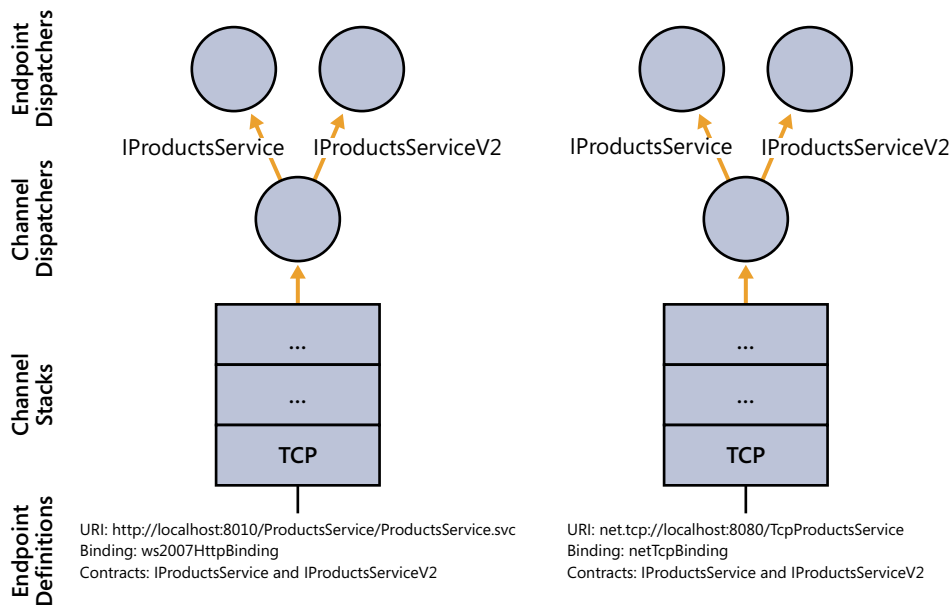 Endpoint
Dispatchers
IProductsService
IProductsServiceV2
IProductsService
IProductsServiceV2
Channel
Dispatchers
Channel
Stacks
...
...
TCP
...
...
TCP
Endpoint
Definitions
URI: http://localhost:8010/ProductsService/ProductsService.svc
Binding: ws2007HttpBinding
Contracts: IProductsService and IProductsServiceV2
URI: net.tcp://localhost:8080/TcpProductsService
Binding: netTcpBinding
Contracts: IProductsService and IProductsServiceV2